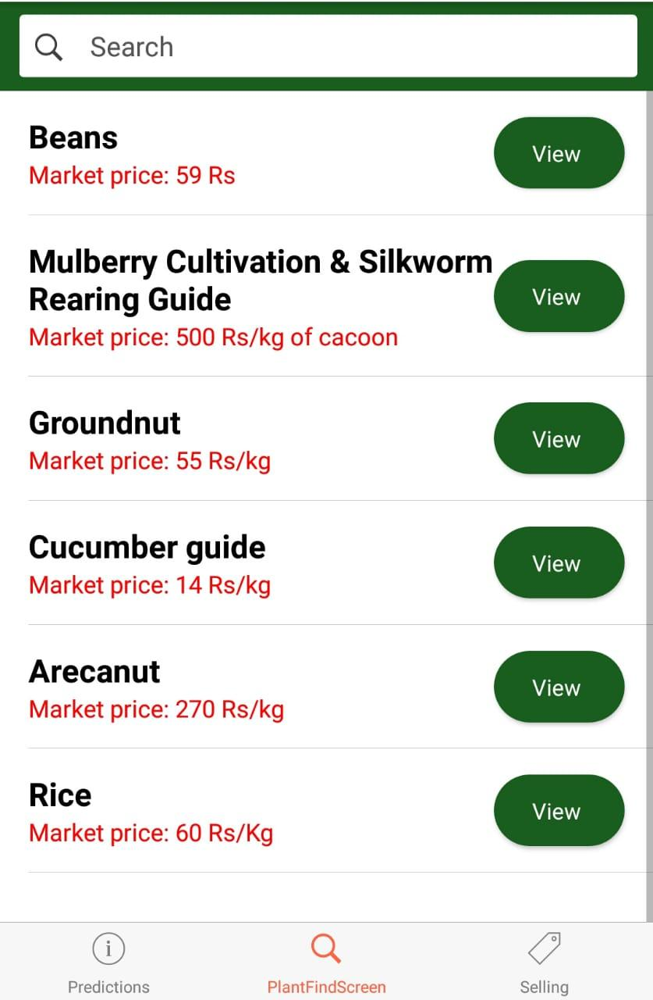 Search
Beans
Market price: 59 Rs
View
Mulberry Cultivation & Silkworm
Rearing Guide
Market price: 500 Rs/kg of cacoon
View
Groundnut
Market price: 55 Rs/kg
View
Cucumber guide
Market price: 14 Rs/kg
View
Arecanut
Market price: 270 Rs/kg
View
Rice
Market price: 60 Rs/Kg
View
Predictions
PlantFindScreen
Selling